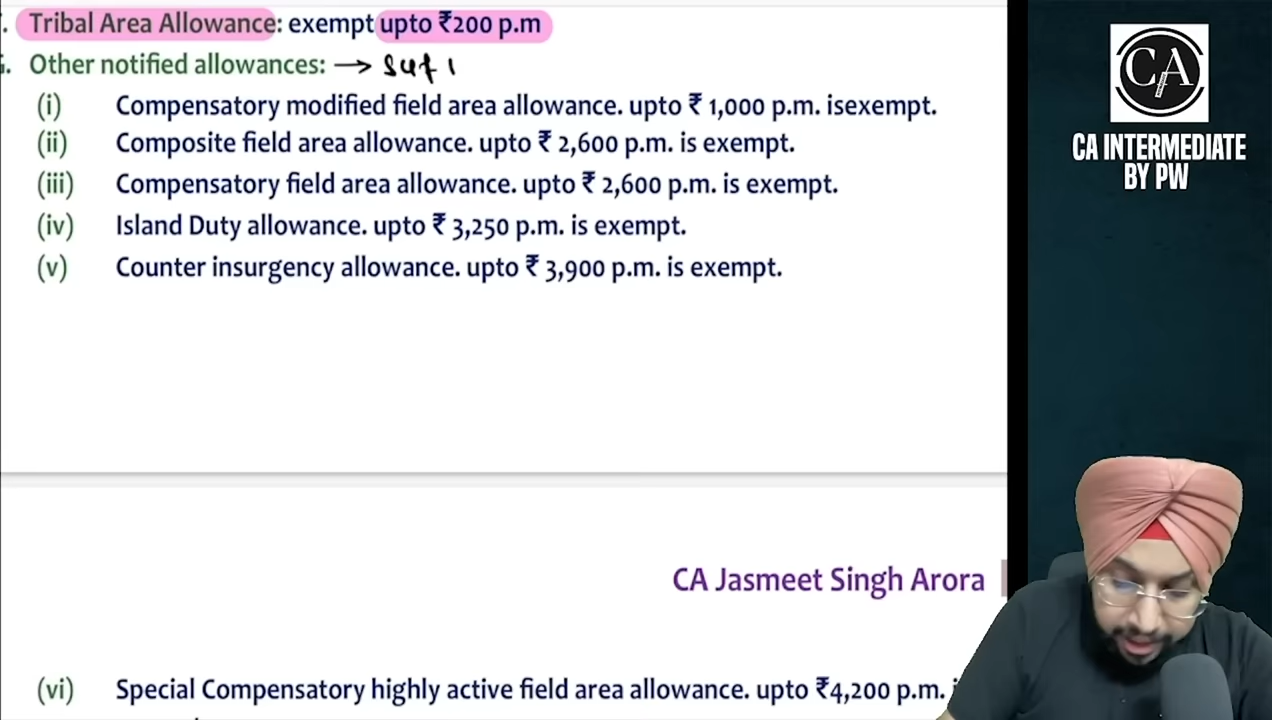 Tribal Area Allowance: exempt upto ₹200 p.m
Other notified allowances: →
(i) Compensatory modified field area allowance. upto ₹ 1,000 p.m. isexempt.
(ii) Composite field area allowance. upto ₹ 2,600 p.m. is exempt.
(iii) Compensatory field area allowance. upto ₹ 2,600 p.m. is exempt.
(iv) Island Duty allowance. upto ₹ 3,250 p.m. is exempt.
(v) Counter insurgency allowance. upto ₹ 3,900 p.m. is exempt.
CA Jasmeet Singh Arora
(vi) Special Compensatory highly active field area allowance. upto ₹4,200 p.m.
CA
CA INTERMEDIATE
BY PW